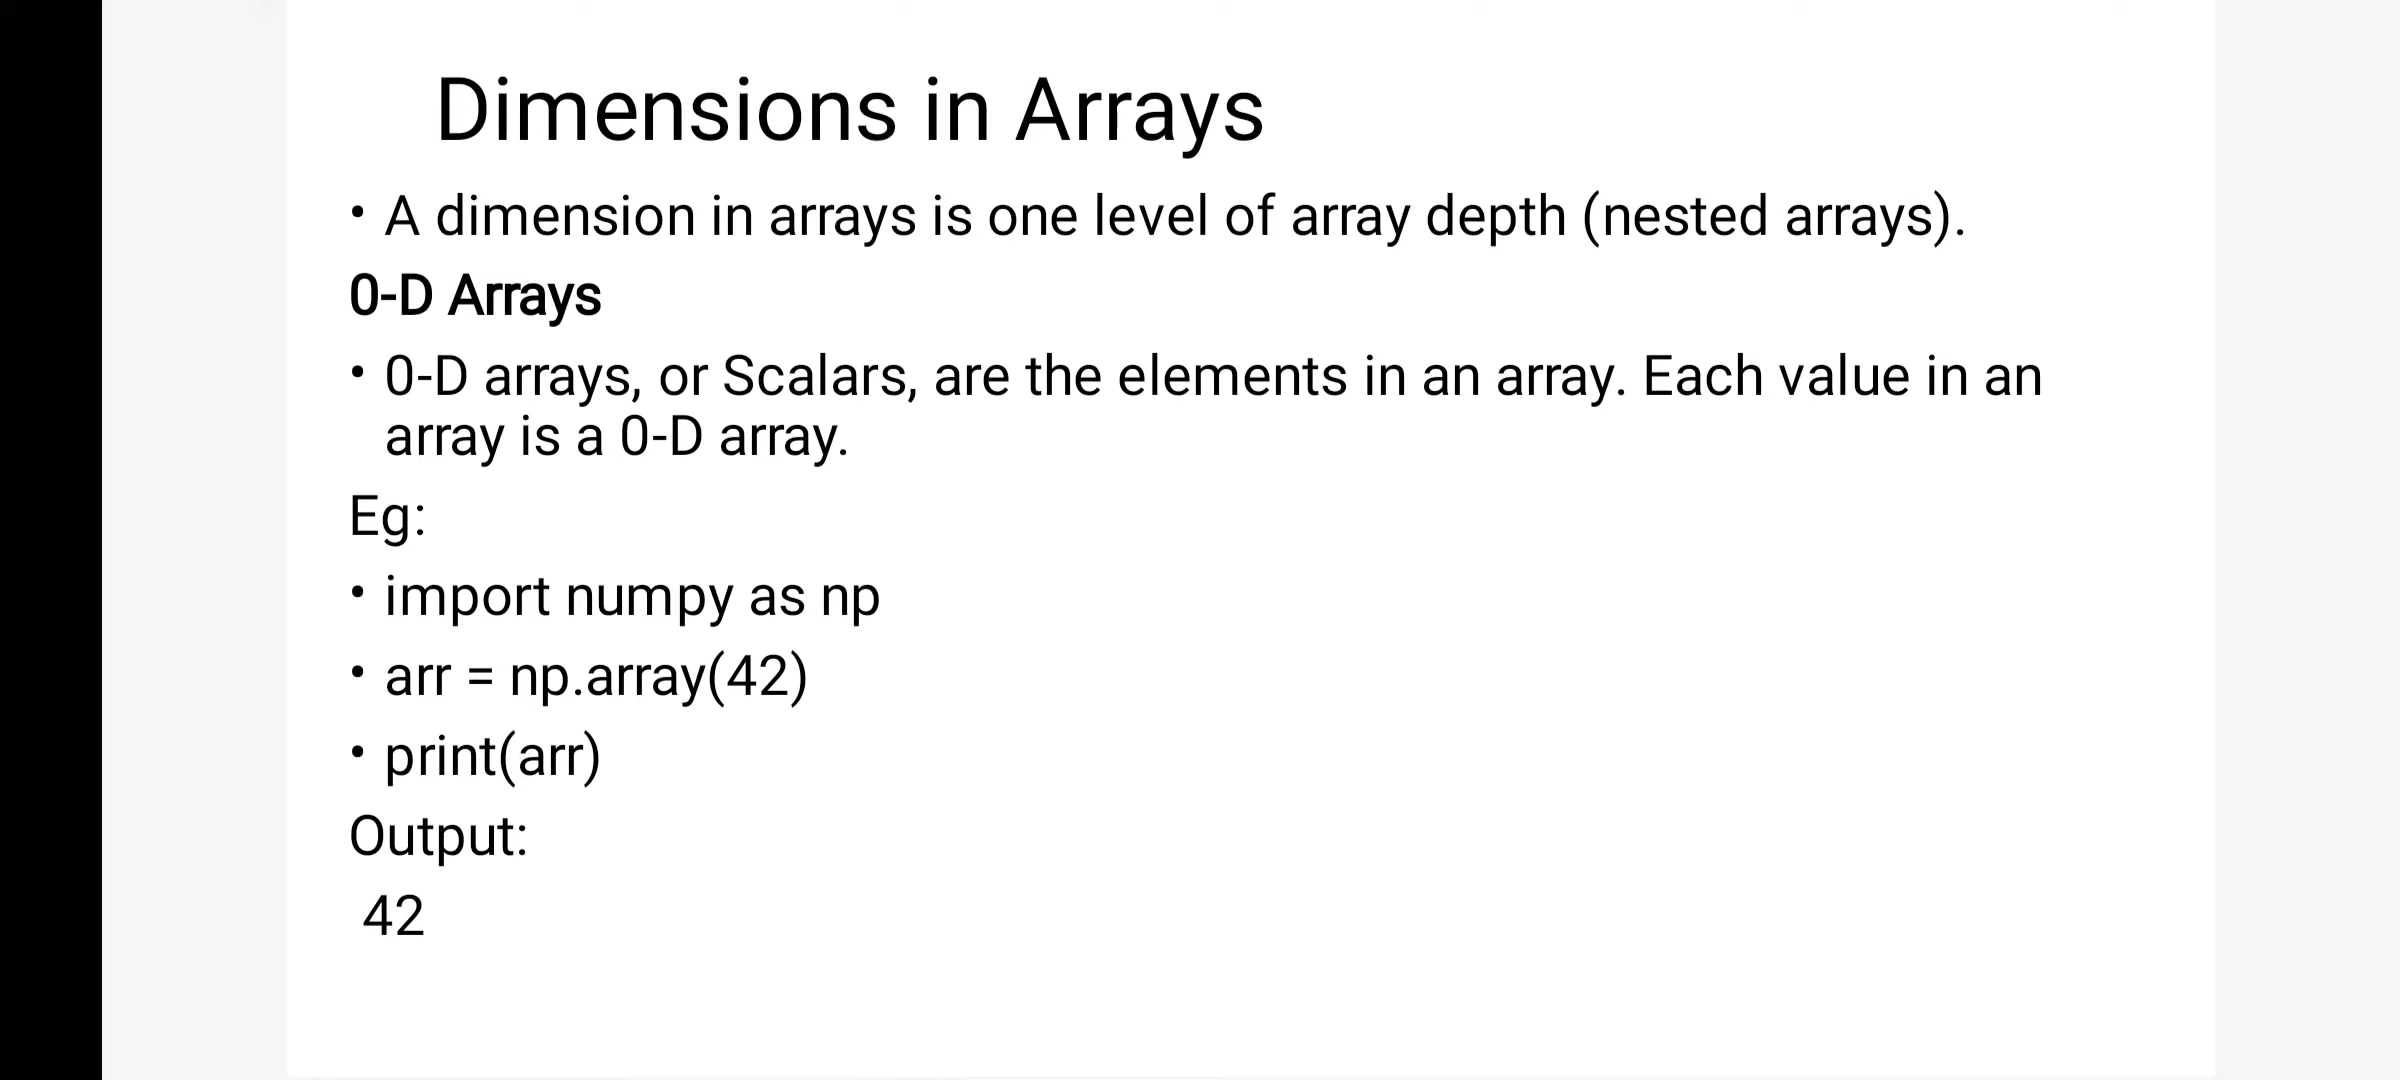 Dimensions in Arrays
• A dimension in arrays is one level of array depth (nested arrays).
0-D Arrays
• 0-D arrays, or Scalars, are the elements in an array. Each value in an
array is a 0-D array.
Eg:
• import numpy as np
• arr = np.array(42)
• print(arr)
Output:
42